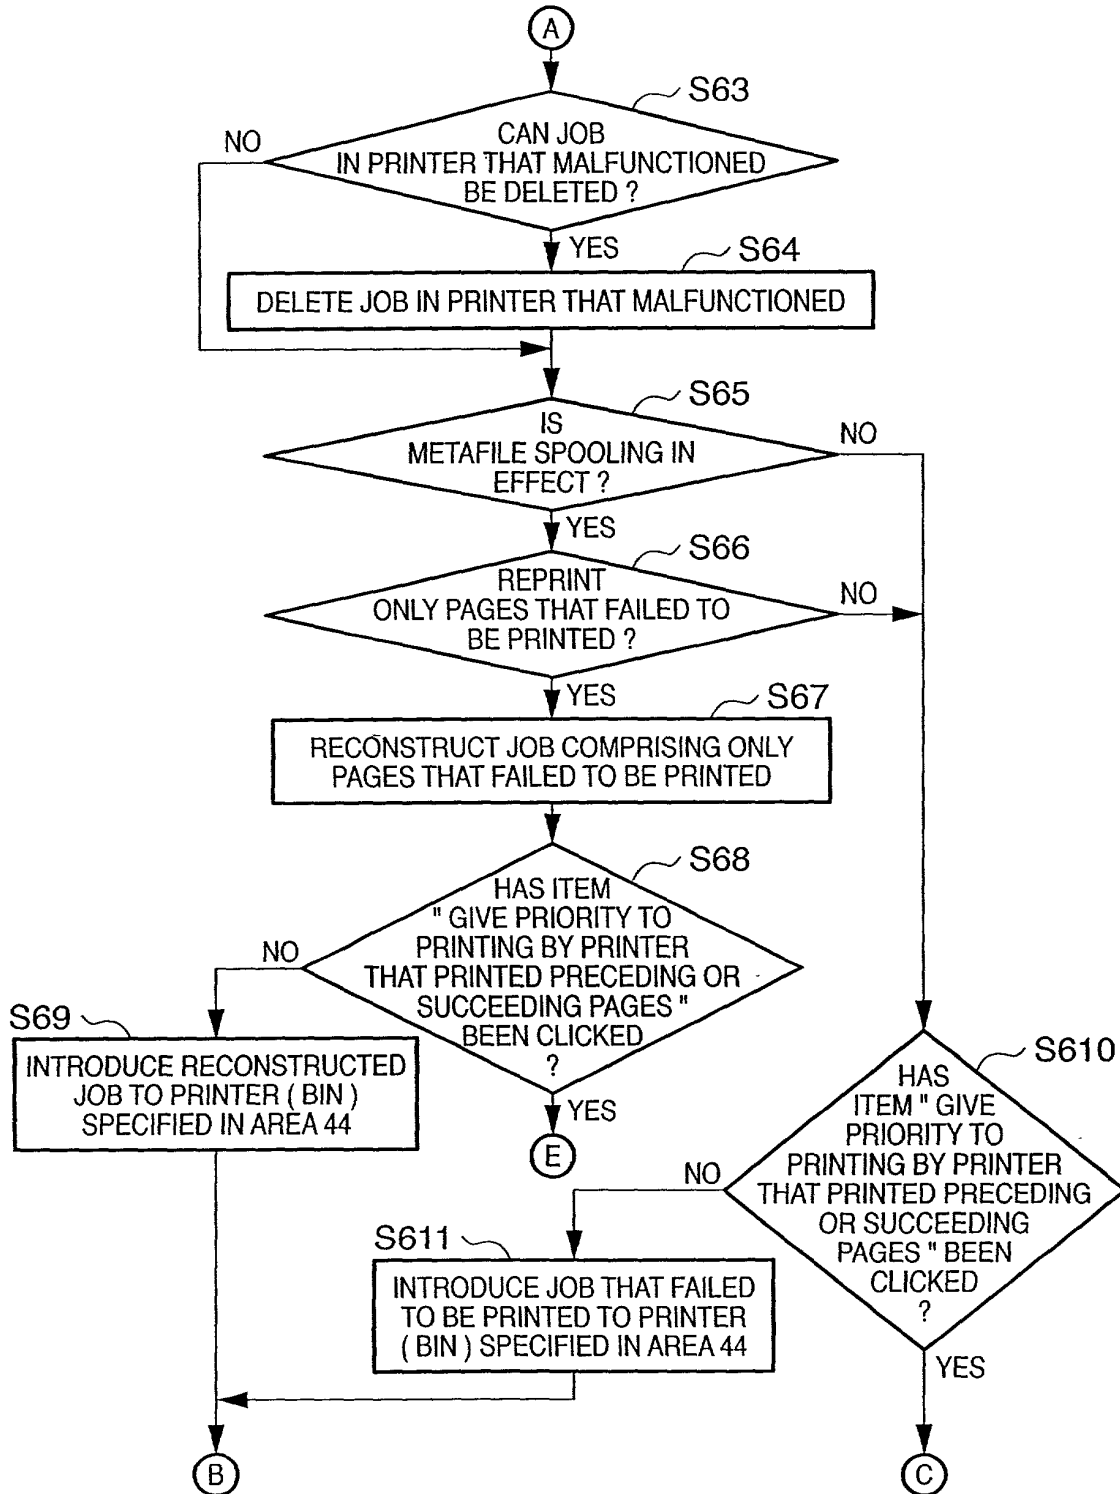 A
S63
CAN JOB
IN PRINTER THAT MALFUNCTIONED
BE DELETED ?
NO
YES
S64
DELETE JOB IN PRINTER THAT MALFUNCTIONED
S65
IS
METAFILE SPOOLING IN
EFFECT ?
NO
YES
S66
REPRINT
ONLY PAGES THAT FAILED TO
BE PRINTED ?
NO
YES
S67
RECONSTRUCT JOB COMPRISING ONLY
PAGES THAT FAILED TO BE PRINTED
S68
HAS ITEM
" GIVE PRIORITY TO
PRINTING BY PRINTER
THAT PRINTED PRECEDING OR
SUCCEEDING PAGES "
BEEN CLICKED
?
NO
YES
E
S69
INTRODUCE RECONSTRUCTED
JOB TO PRINTER ( BIN )
SPECIFIED IN AREA 44
S610
HAS
ITEM " GIVE
PRIORITY TO
PRINTING BY PRINTER
THAT PRINTED PRECEDING
OR SUCCEEDING
PAGES " BEEN
CLICKED
?
NO
YES
S611
INTRODUCE JOB THAT FAILED
TO BE PRINTED TO PRINTER
( BIN ) SPECIFIED IN AREA 44
B
C